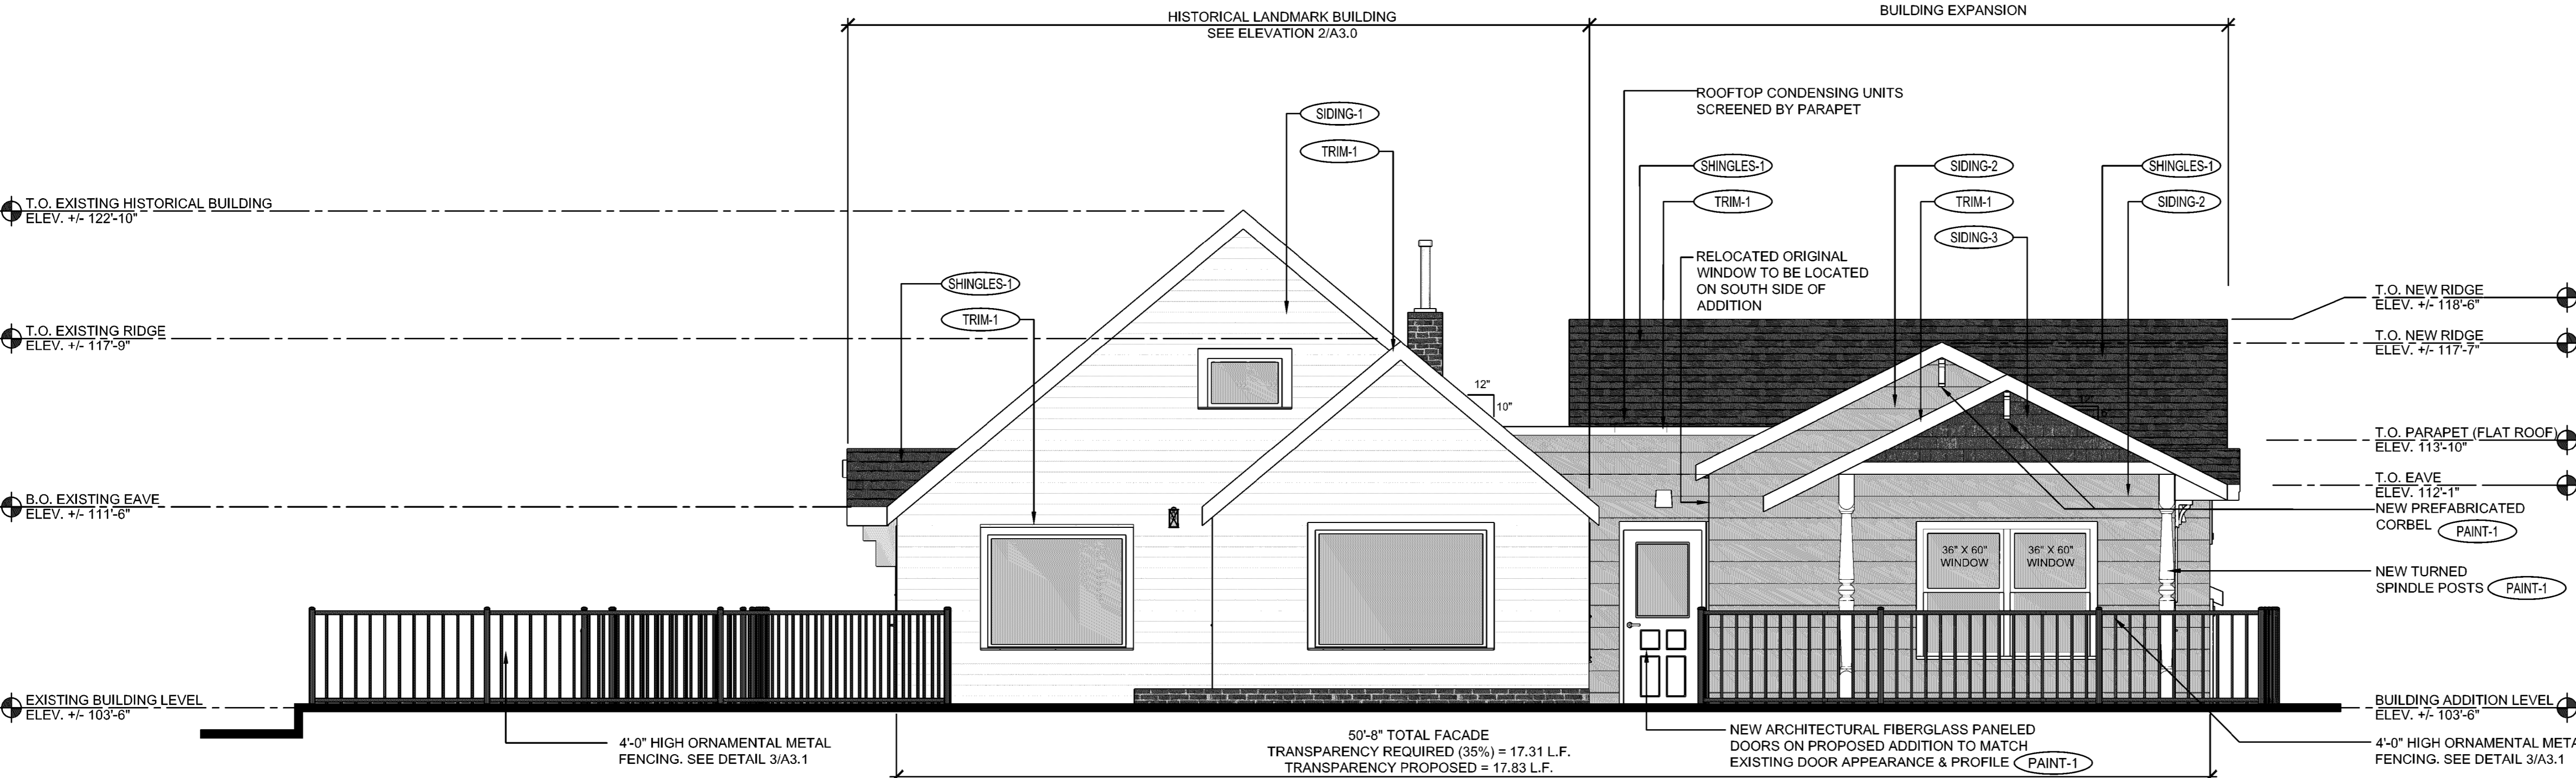 HISTORICAL LANDMARK BUILDING
SEE ELEVATION 2/A3.0
BUILDING EXPANSION
SIDING-1
TRIM-1
ROOFTOP CONDENSING UNITS
SCREENED BY PARAPET
SHINGLES-1
SIDING-2
SHINGLES-1
TRIM-1
TRIM-1
SIDING-2
SIDING-3
RELOCATED ORIGINAL
WINDOW TO BE LOCATED
ON SOUTH SIDE OF
ADDITION
T.O. EXISTING HISTORICAL BUILDING
ELEV. +/- 122'-10"
SHINGLES-1
TRIM-1
T.O. EXISTING RIDGE
ELEV. +/- 117'-9"
B.O. EXISTING EAVE
ELEV. +/- 111'-6"
EXISTING BUILDING LEVEL
ELEV. +/- 103'-6"
12"
10"
T.O. NEW RIDGE
ELEV. +/- 118'-6"
T.O. NEW RIDGE
ELEV. +/- 117'-7"
T.O. PARAPET (FLAT ROOF)
ELEV. 113'-10"
T.O. EAVE
ELEV. 112'-1"
NEW PREFABRICATED
CORBEL PAINT-1
36" X 60"
WINDOW
36" X 60"
WINDOW
NEW TURNED
SPINDLE POSTS PAINT-1
BUILDING ADDITION LEVEL
ELEV. +/- 103'-6"
4'-0" HIGH ORNAMENTAL METAL
FENCING. SEE DETAIL 3/A3.1
50'-8" TOTAL FACADE
TRANSPARENCY REQUIRED (35%) = 17.31 L.F.
TRANSPARENCY PROPOSED = 17.83 L.F.
NEW ARCHITECTURAL FIBERGLASS PANELED
DOORS ON PROPOSED ADDITION TO MATCH
EXISTING DOOR APPEARANCE & PROFILE PAINT-1
4'-0" HIGH ORNAMENTAL META
FENCING. SEE DETAIL 3/A3.1